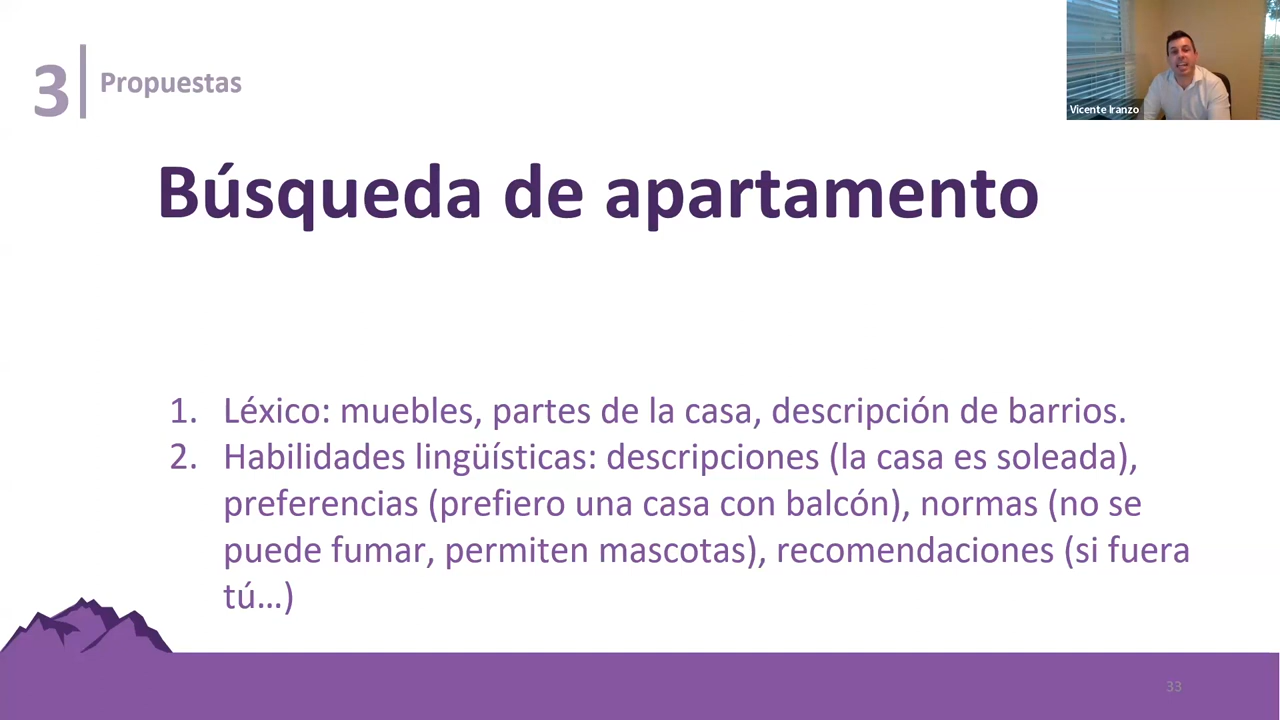 3
Propuestas
Vicente Iranzo
Búsqueda de apartamento
1. Léxico: muebles, partes de la casa, descripción de barrios.
2. Habilidades lingüísticas: descripciones (la casa es soleada),
preferencias (prefiero una casa con balcón), normas (no se
puede fumar, permiten mascotas), recomendaciones (si fuera
tú…)
33